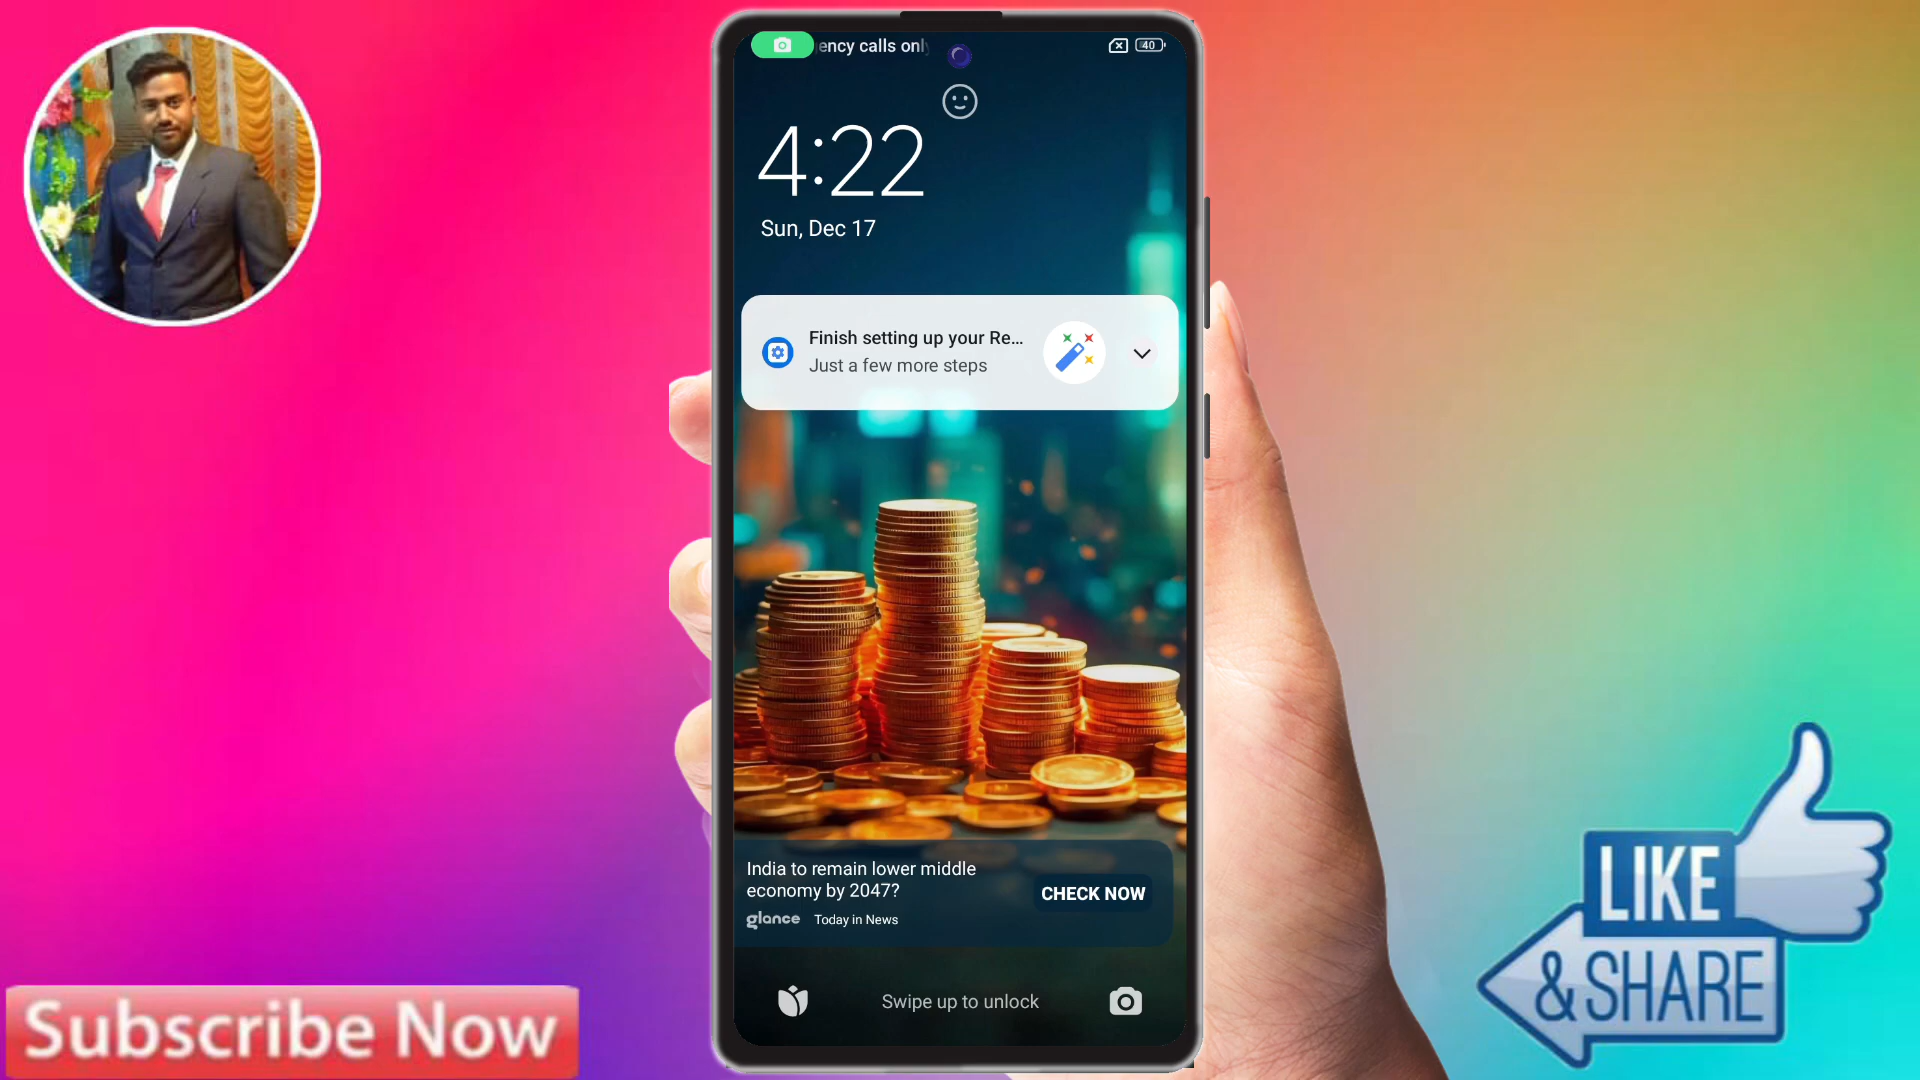 ency calls only
40
4:22
Sun, Dec 17
Finish setting up your Re...
Just a few more steps
India to remain lower middle
economy by 2047?
CHECK NOW
glance Today in News
Swipe up to unlock
Subscribe Now
LIKE
& SHARE